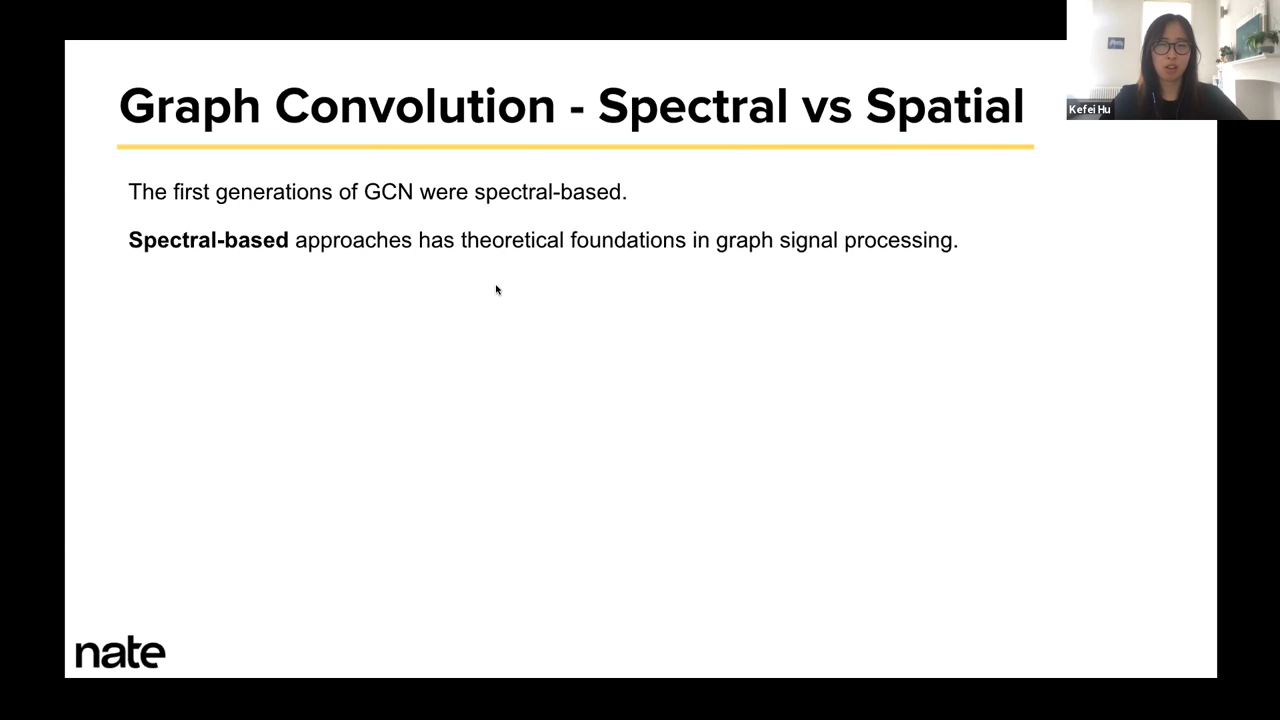 Graph Convolution - Spectral vs Spatial
Kefei Hu
The first generations of GCN were spectral-based.
Spectral-based approaches has theoretical foundations in graph signal processing.
nate